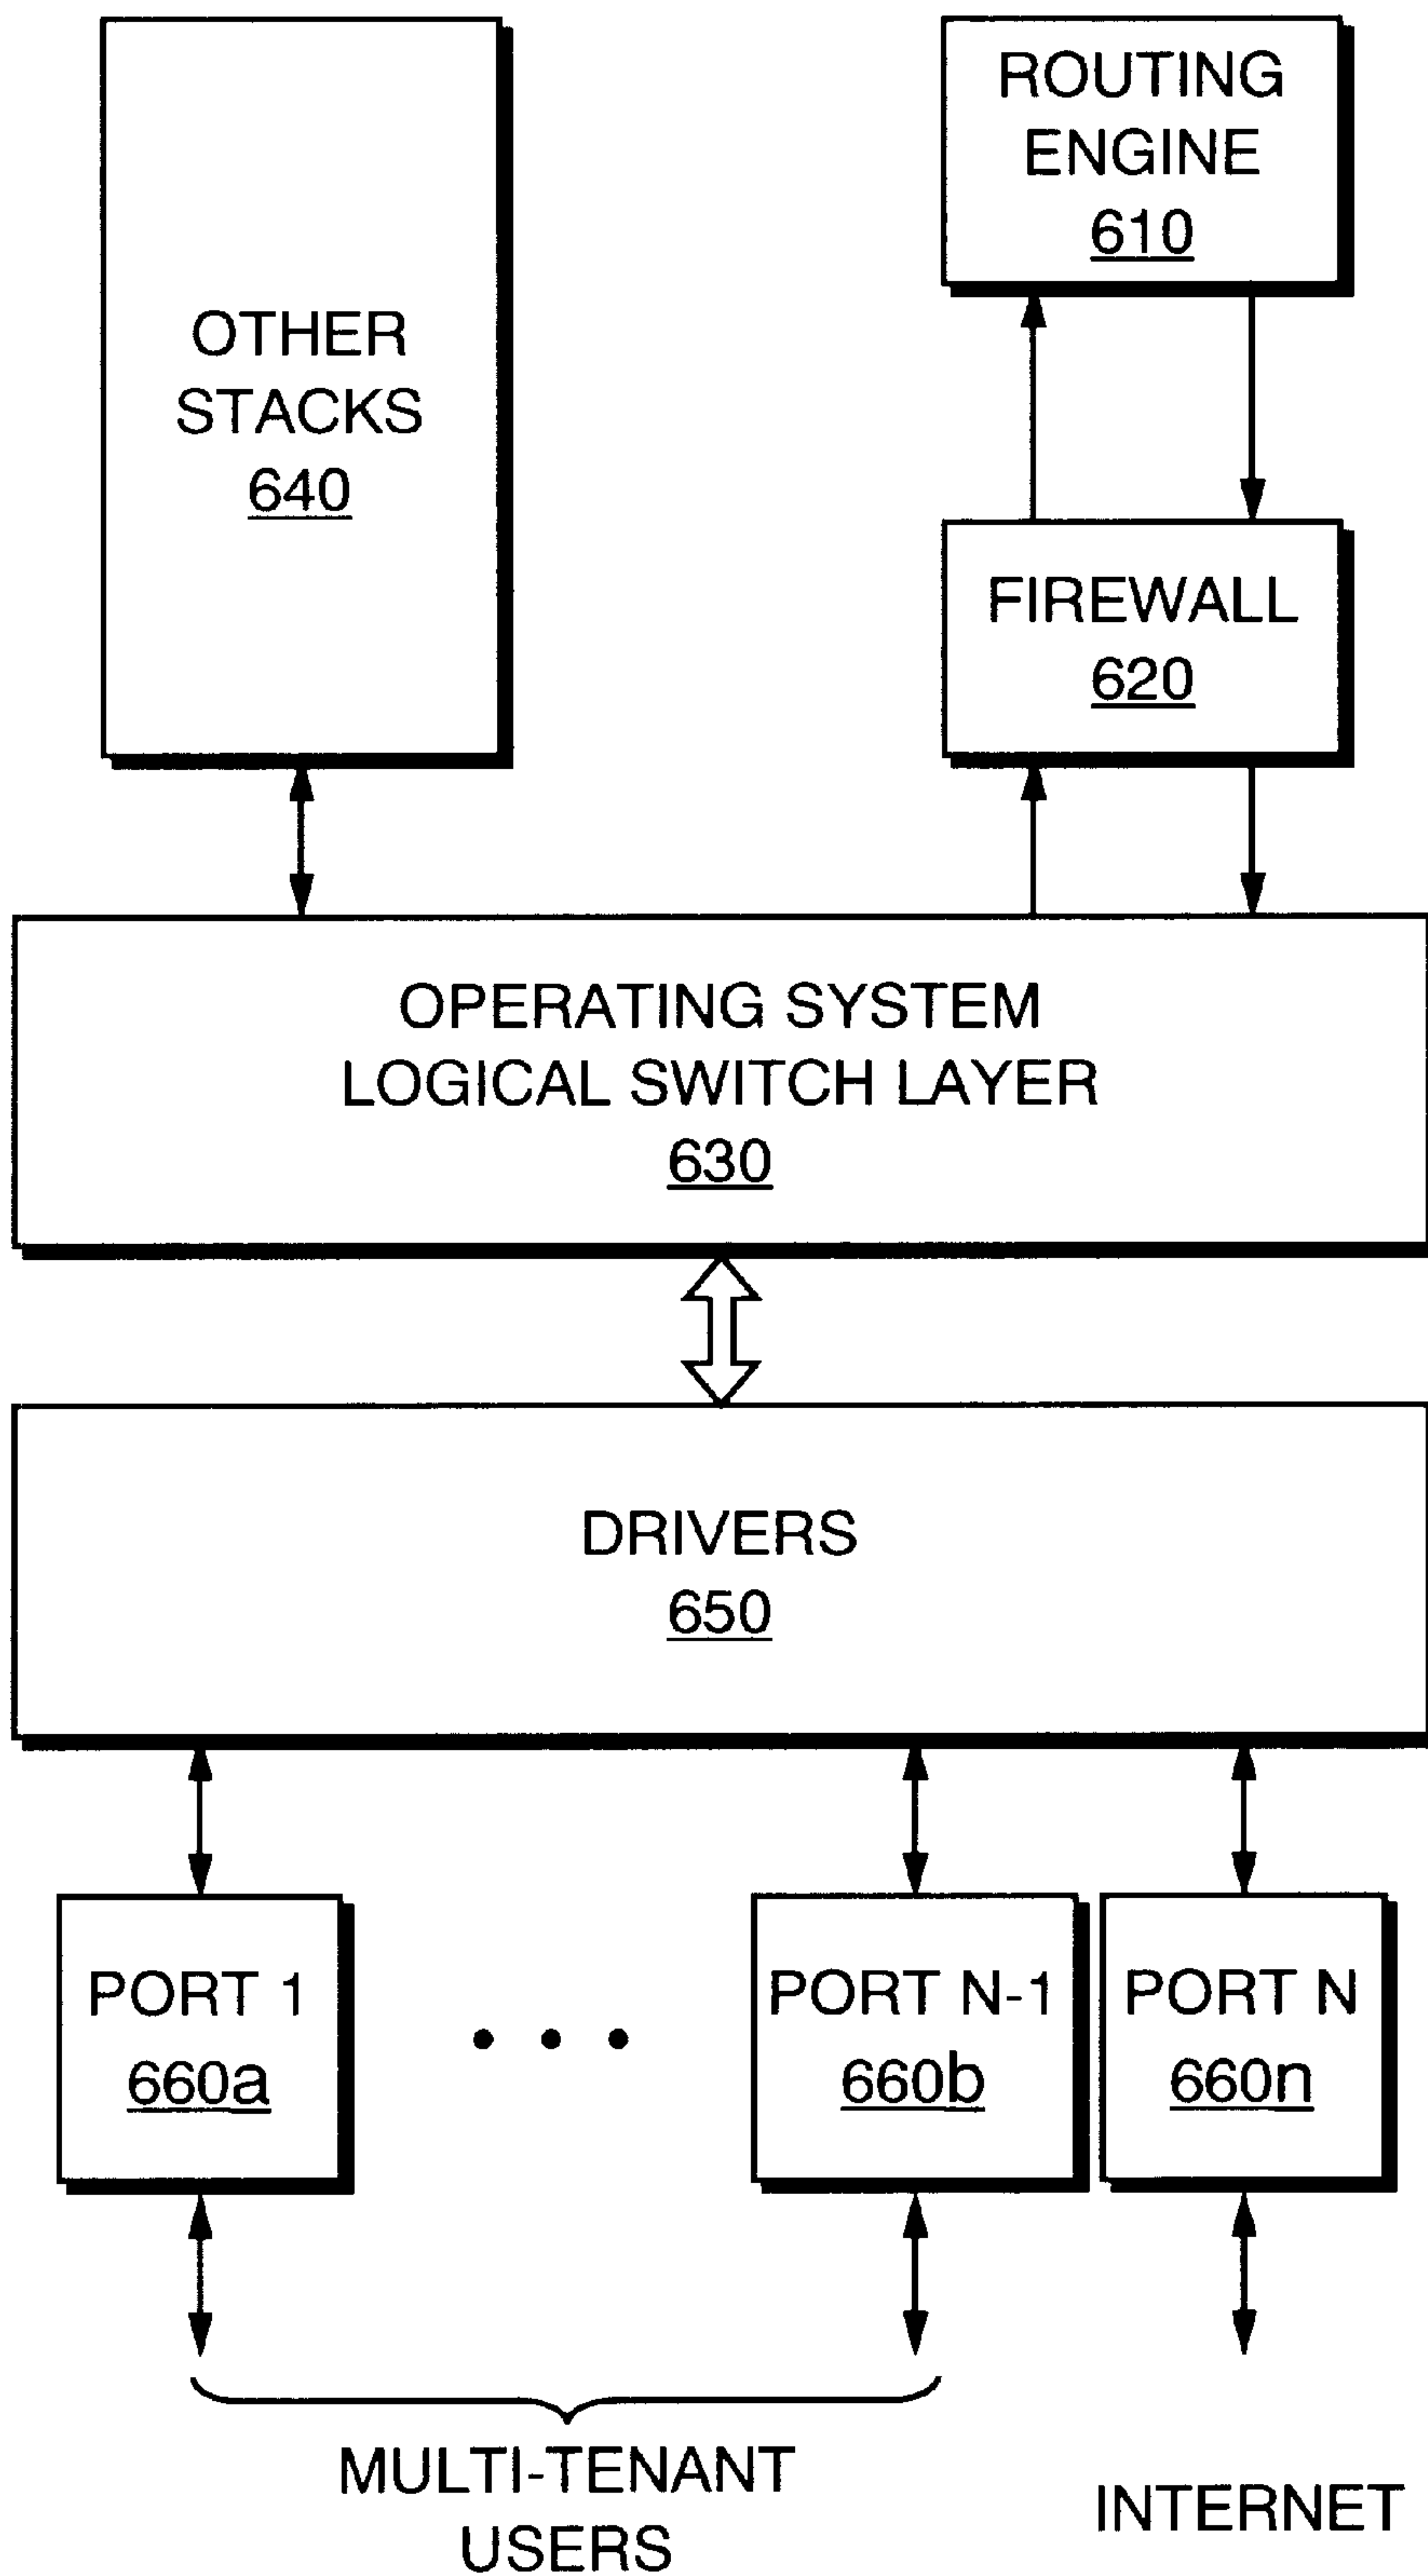 OTHER
STACKS
640
ROUTING
ENGINE
610
FIREWALL
620
OPERATING SYSTEM
LOGICAL SWITCH LAYER
630
DRIVERS
650
PORT 1
660a
PORT N-1
660b
PORT N
660n
MULTI-TENANT
USERS
INTERNET